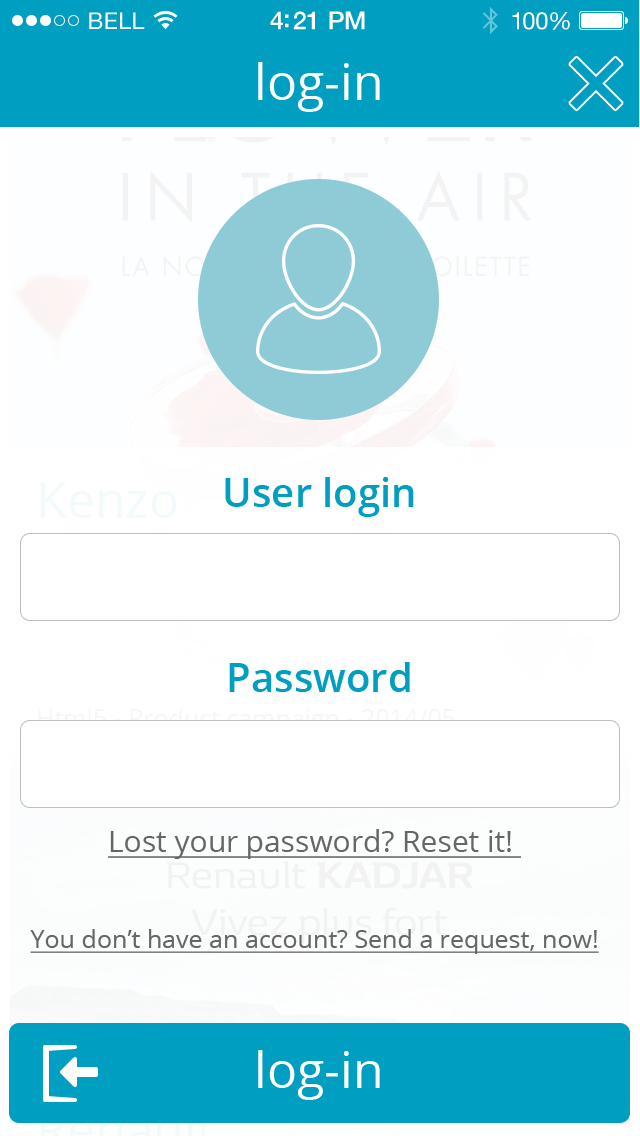 BELL 4:21 PM 100%
log-in
FLOWER
IN THE AIR
LA NO OILETTE
Kenzo
User login
Password
Html5 - Product campaign - 2014/05
Lost your password? Reset it!
Renault KADJAR
Vivez plus fort
You don't have an account? Send a request, now!
log-in
Renault